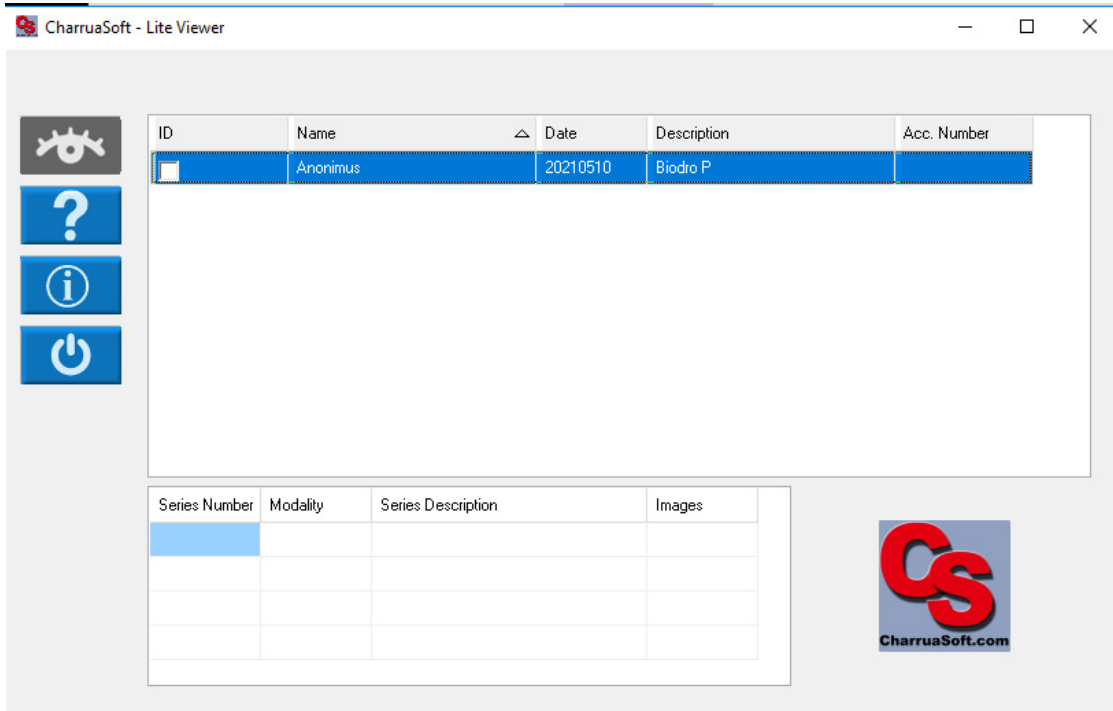 CharruaSoft - Lite Viewer
ID Name Date Description Acc. Number
Anonimus 20210510 Biodro P
Series Number Modality Series Description Images
CS
CharruaSoft.com